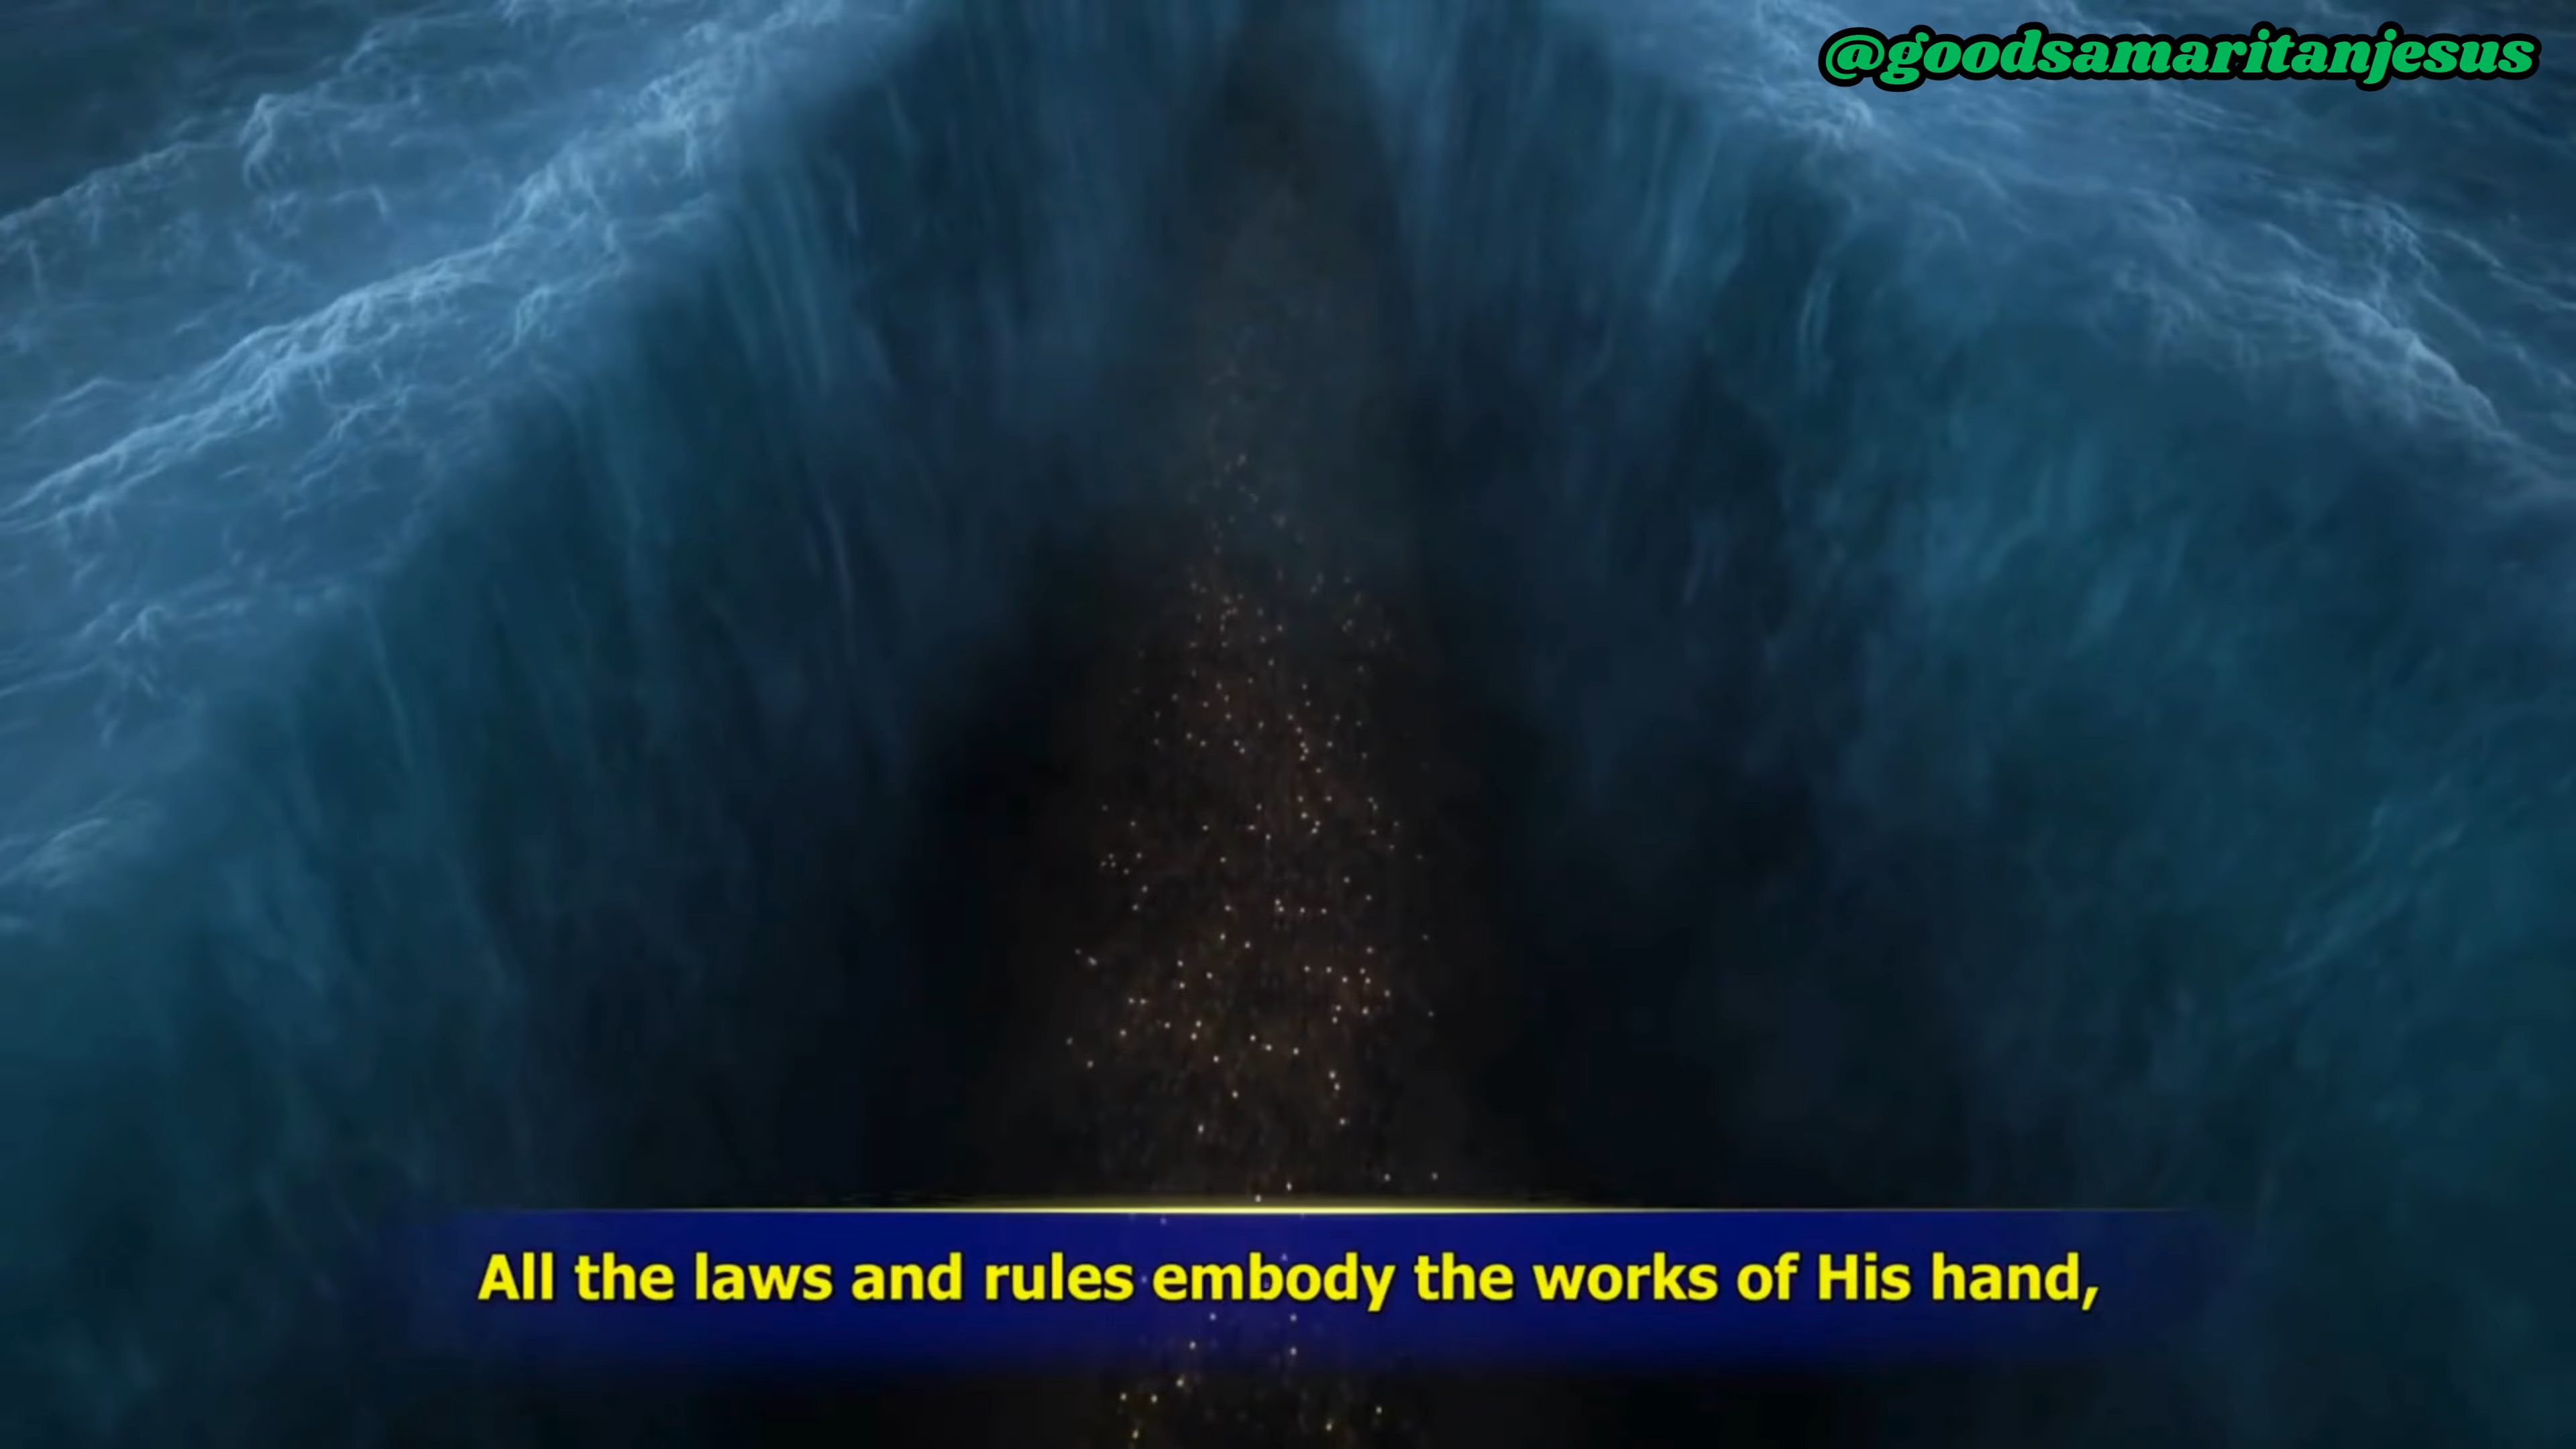 @goodsamaritanjesus
All the laws and rules embody the works of His hand,